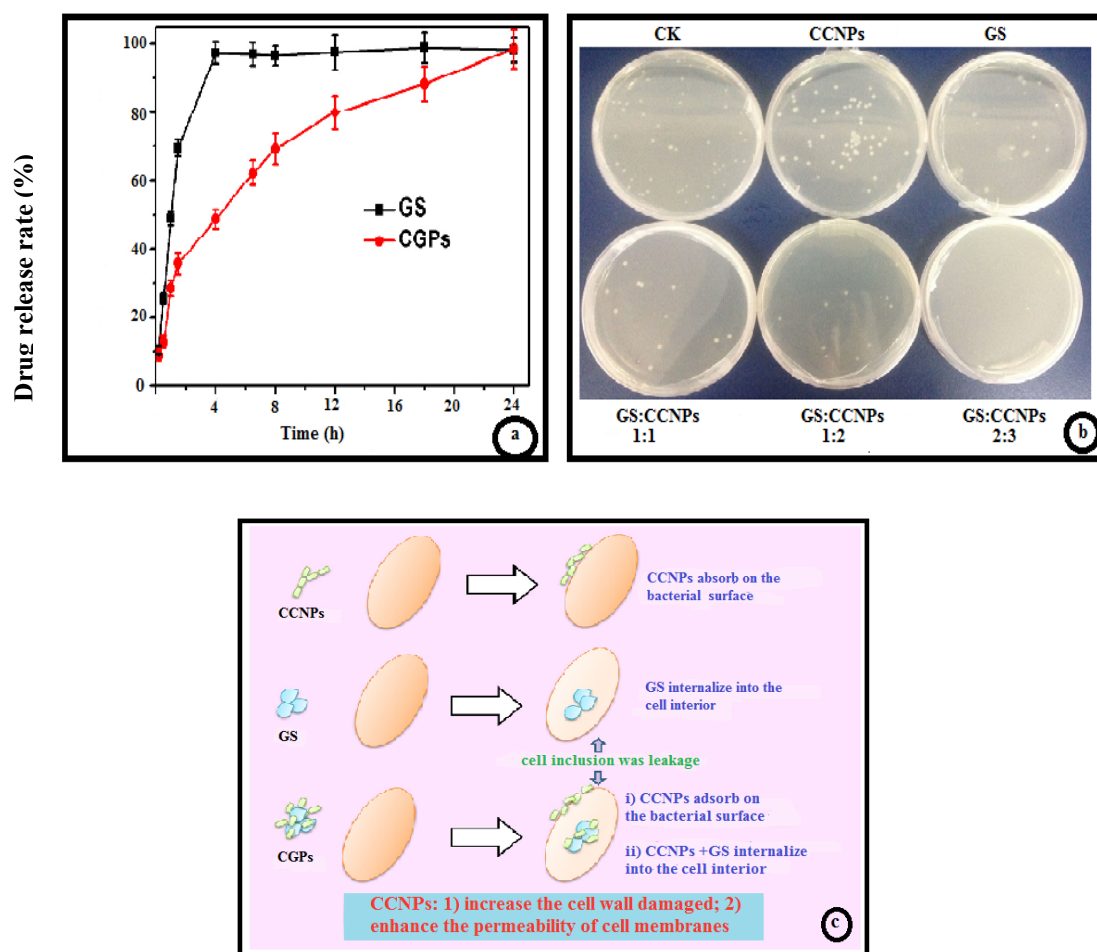 Drug release rate (%)
100
80
60
40
20
0
GS
CGPs
4 8 12 16 20 24
Time (h)
a
CK CCNPs GS
GS:CCNPs GS:CCNPs GS:CCNPs
1:1 1:2 2:3
b
CCNPs
CCNPs absorb on the
bacterial surface
GS
GS internalize into the
cell interior
cell inclusion was leakage
CGPs
i) CCNPs adsorb on
the bacterial surface
ii) CCNPs +GS internalize
into the cell interior
CCNPs: 1) increase the cell wall damaged; 2)
enhance the permeability of cell membranes
c